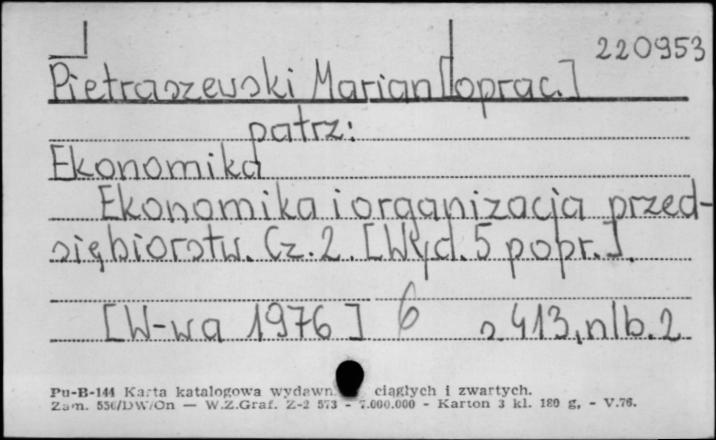 220953
Pietraszewski Marian [oprac.]
patrz:
Ekonomika
Ekonomika i organizacja przed-
siębiorstw. Cz. 2. [Wyd. 5 popr.].
[W-wa 1976] 6 s. 413, nlb. 2
Pu-B-144 Karta katalogowa wydawn. ciągłych i zwartych.
Zam. 556/DW/On — W.Z.Graf. Z-2 573 - 7.000.000 - Karton 3 kl. 180 g, - V.76.